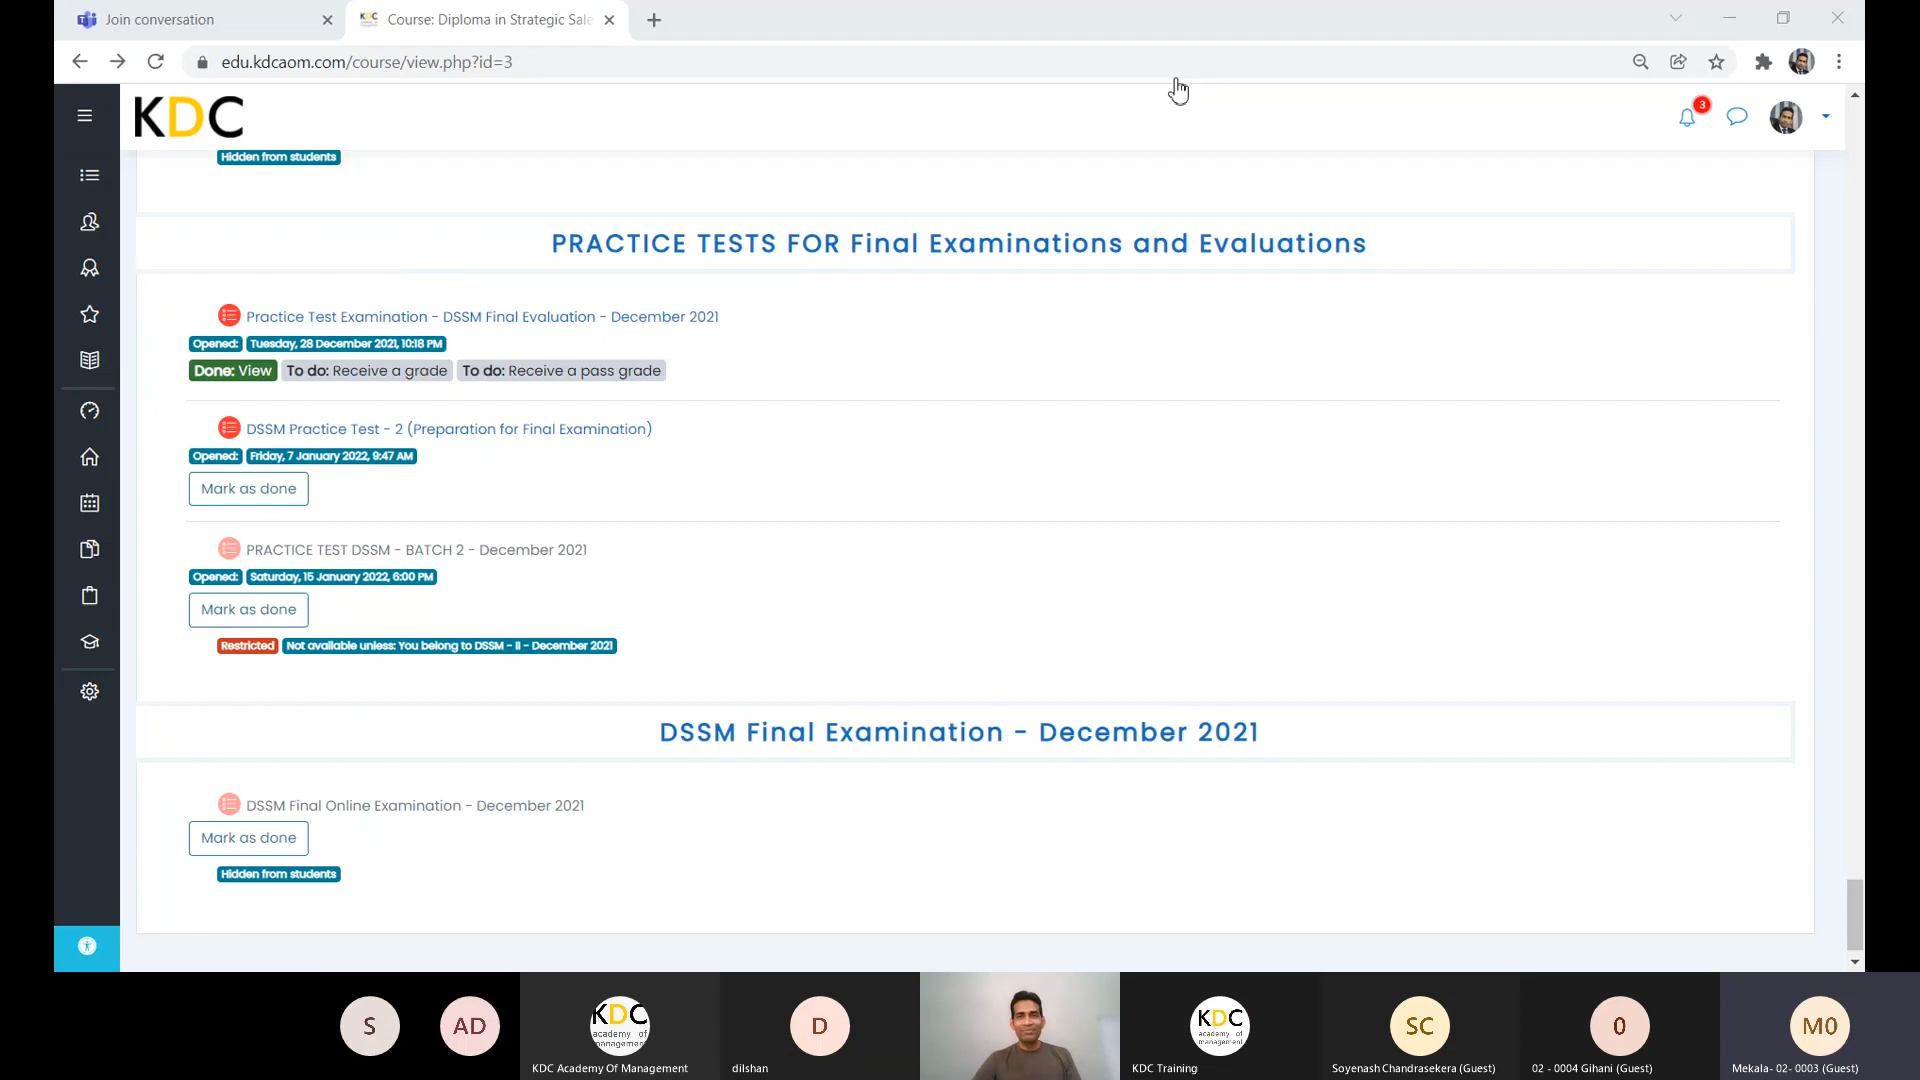 Join conversation
Course: Diploma in Strategic Sale
edu.kdcaom.com/course/view.php?id=3
KDC
3
Hidden from students
PRACTICE TESTS FOR Final Examinations and Evaluations
Practice Test Examination - DSSM Final Evaluation - December 2021
Opened: Tuesday, 28 December 2021, 10:18 PM
Done: View To do: Receive a grade To do: Receive a pass grade
DSSM Practice Test - 2 (Preparation for Final Examination)
Opened: Friday, 7 January 2022, 9:47 AM
Mark as done
PRACTICE TEST DSSM - BATCH 2 - December 2021
Opened: Saturday, 15 January 2022, 6:00 PM
Mark as done
Restricted Not available unless: You belong to DSSM - II - December 2021
DSSM Final Examination - December 2021
DSSM Final Online Examination - December 2021
Mark as done
Hidden from students
S
AD
KDC
academy of
management
KDC Academy Of Management
D
dilshan
KDC
academy of
management
KDC Training
SC
Soyenash Chandrasekera (Guest)
0
02 - 0004 Gihani (Guest)
M0
Mekala- 02- 0003 (Guest)